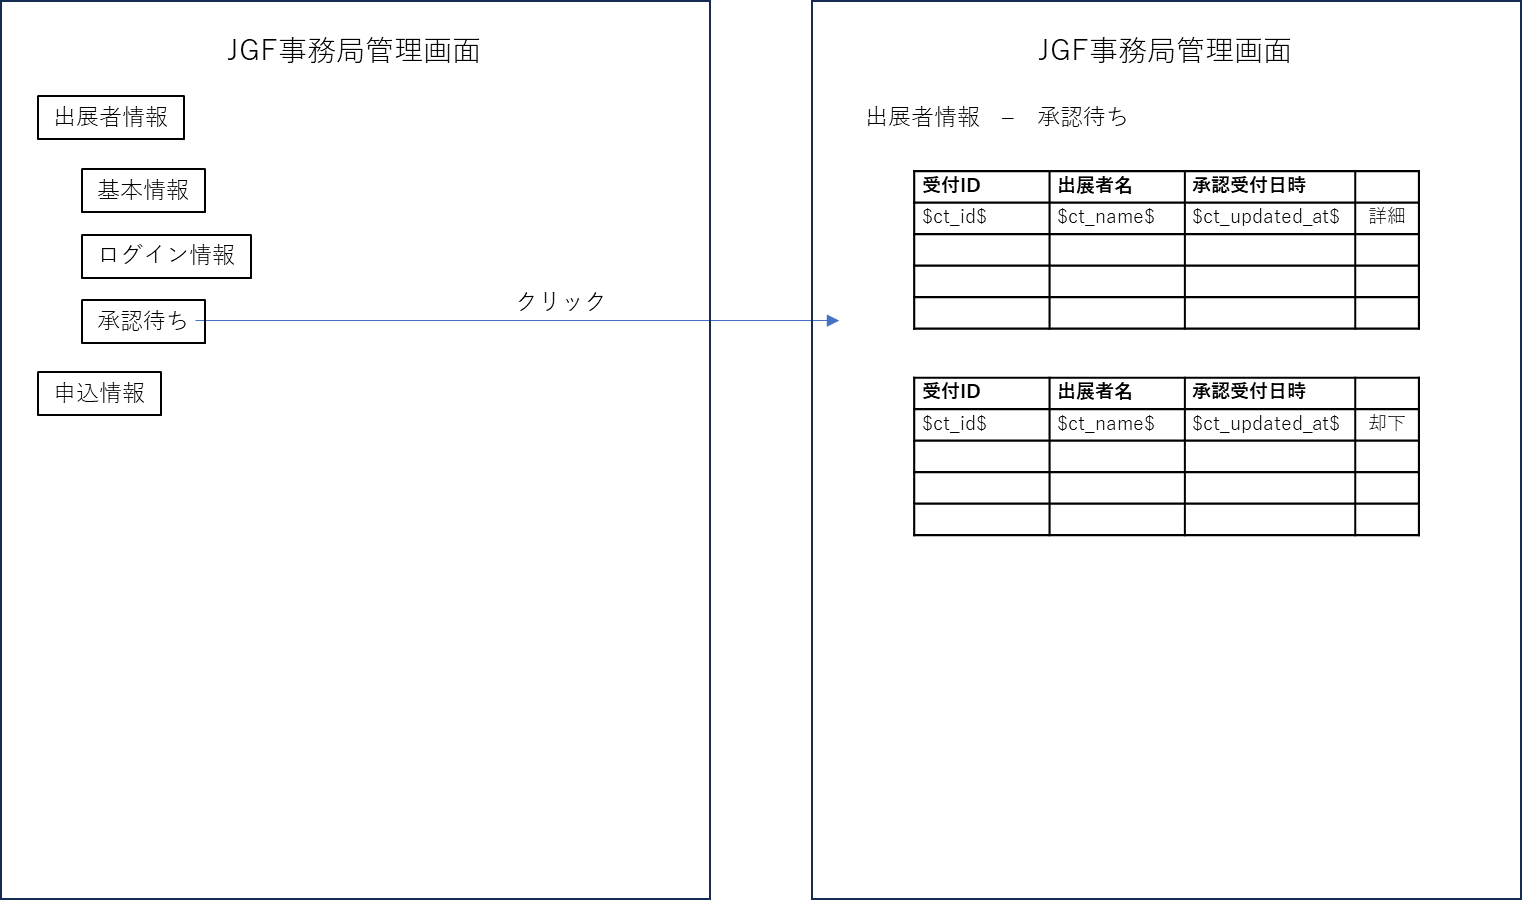 JGF事務局管理画面
出展者情報
基本情報
ログイン情報
承認待ち
クリック
申込情報
JGF事務局管理画面
出展者情報　–　承認待ち
受付ID 出展者名 承認受付日時
$ct_id$ $ct_name$ $ct_updated_at$ 詳細
受付ID 出展者名 承認受付日時
$ct_id$ $ct_name$ $ct_updated_at$ 却下